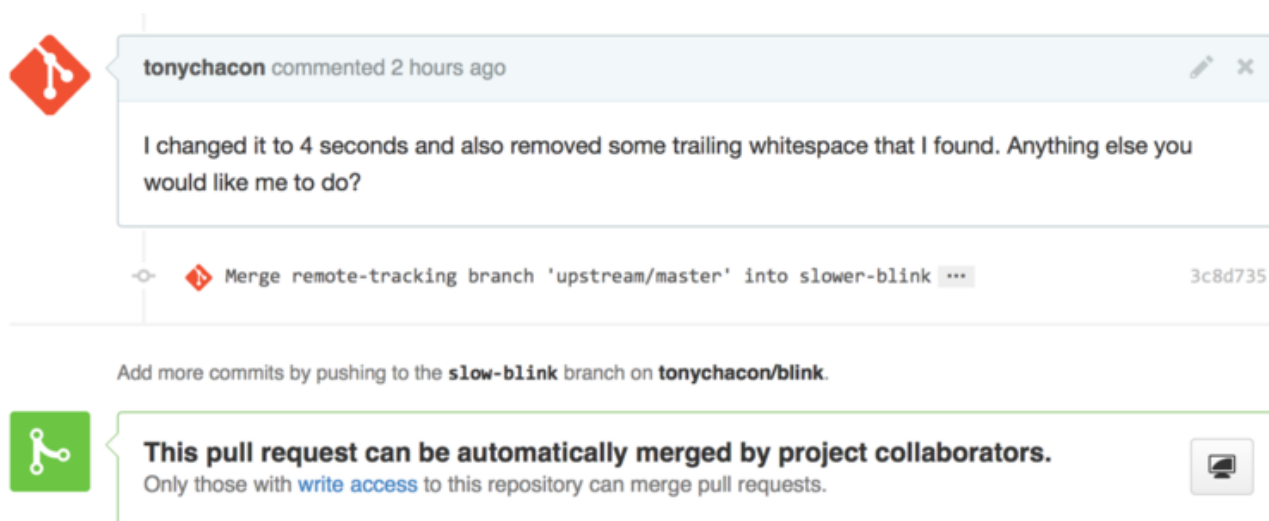 tonychacon commented 2 hours ago
I changed it to 4 seconds and also removed some trailing whitespace that I found. Anything else you
would like me to do?
Merge remote-tracking branch 'upstream/master' into slower-blink ••• 3c8d735
Add more commits by pushing to the slow-blink branch on tonychacon/blink.
This pull request can be automatically merged by project collaborators.
Only those with write access to this repository can merge pull requests.